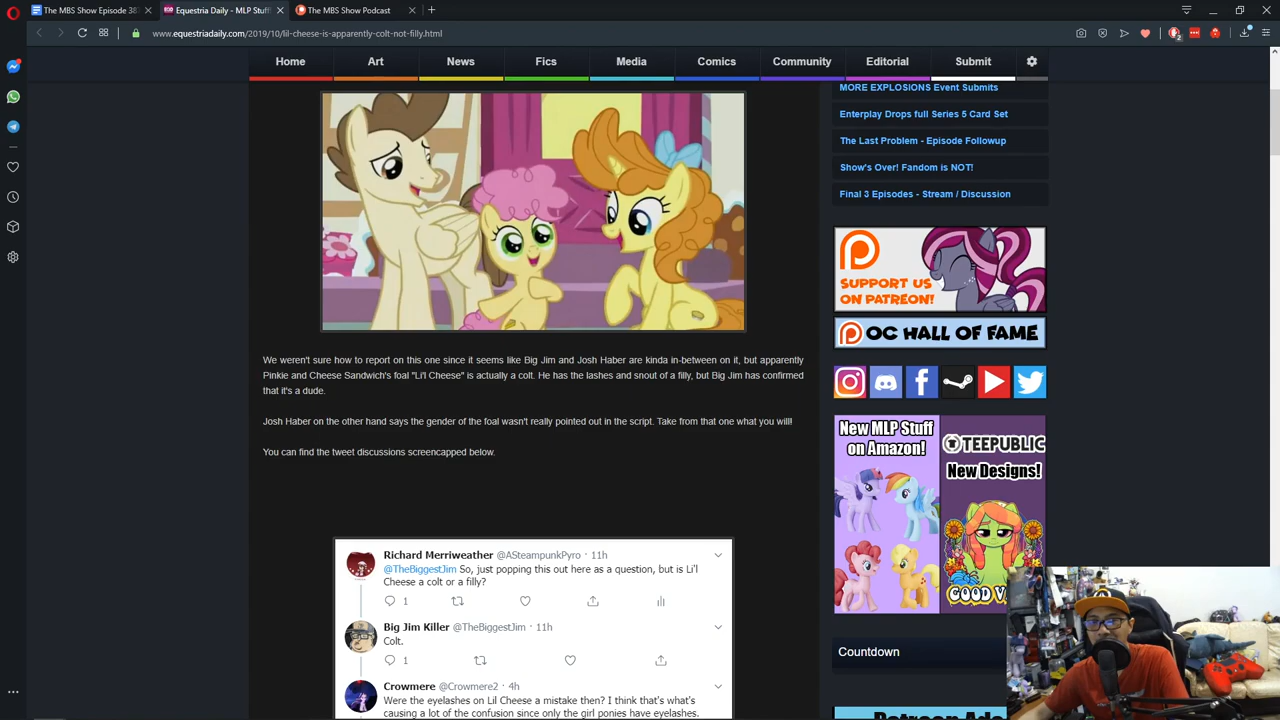 The MBS Show Episode 38
Equestria Daily - MLP Stuf
The MBS Show Podcast
www.equestriadaily.com/2019/10/lil-cheese-is-apparently-colt-not-filly.html
Home
Art
News
Fics
Media
Comics
Community
Editorial
Submit
MORE EXPLOSIONS Event Submits
Enterplay Drops full Series 5 Card Set
The Last Problem - Episode Followup
Show's Over! Fandom is NOT!
Final 3 Episodes - Stream / Discussion
SUPPORT US
ON PATREON!
OC HALL OF FAME
We weren't sure how to report on this one since it seems like Big Jim and Josh Haber are kinda in-between on it, but apparently
Pinkie and Cheese Sandwich's foal "Li'l Cheese" is actually a colt. He has the lashes and snout of a filly, but Big Jim has confirmed
that it's a dude.
Josh Haber on the other hand says the gender of the foal wasn't really pointed out in the script. Take from that one what you will!
You can find the tweet discussions screencapped below.
New MLP Stuff
on Amazon!
TEEPUBLIC
New Designs!
GOOD V
Richard Merriweather @ASteampunkPyro · 11h
@TheBiggestJim So, just popping this out here as a question, but is Li'l
Cheese a colt or a filly?
1
Big Jim Killer @TheBiggestJim · 11h
Colt.
1
Crowmere @Crowmere2 · 4h
Were the eyelashes on Lil Cheese a mistake then? I think that's what's
causing a lot of the confusion since only the girl ponies have eyelashes.
Countdown